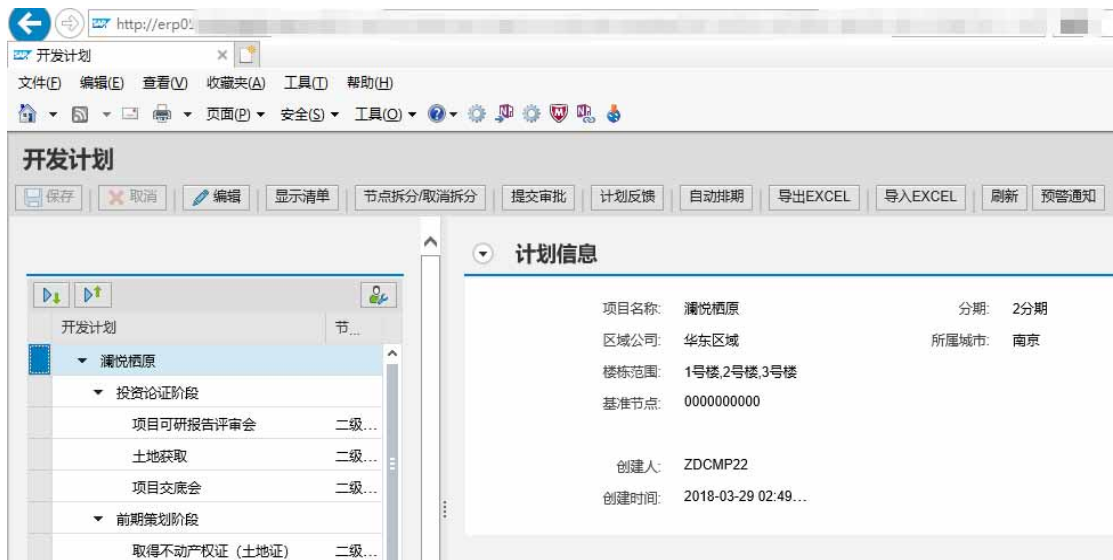 http://erp0
开发计划
文件(F) 编辑(E) 查看(V) 收藏夹(A) 工具(T) 帮助(H)
页面(P) 安全(S) 工具(O)
开发计划
保存 取消 编辑 显示清单 节点拆分/取消拆分 提交审批 计划反馈 自动排期 导出EXCEL 导入EXCEL 刷新 预警通知
计划信息
项目名称: 澜悦栖原 分期: 2分期
区域公司: 华东区域 所属城市: 南京
楼栋范围: 1号楼,2号楼,3号楼
基准节点: 0000000000
创建人: ZDCMP22
创建时间: 2018-03-29 02:49...
开发计划 节...
澜悦栖原
投资论证阶段
项目可研报告评审会 二级...
土地获取 二级...
项目交底会 二级...
前期策划阶段
取得不动产权证（土地证） 二级...